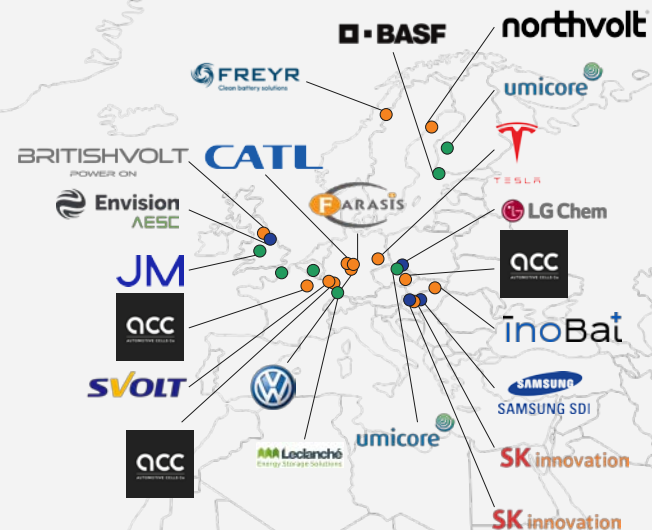 BASF
northvolt
FREYR
Clean battery solutions
umicore
BRITISHVOLT
POWER ON
CATL
TESLA
Envision
AESC
FARASIS
LG Chem
JM
acc
AUTOMOTIVE CELLS Co
acc
AUTOMOTIVE CELLS Co
ınoBat
SVOLT
VW
SAMSUNG
SAMSUNG SDI
umicore
acc
AUTOMOTIVE CELLS Co
Leclanché
Energy Storage Solutions
SK innovation
SK innovation